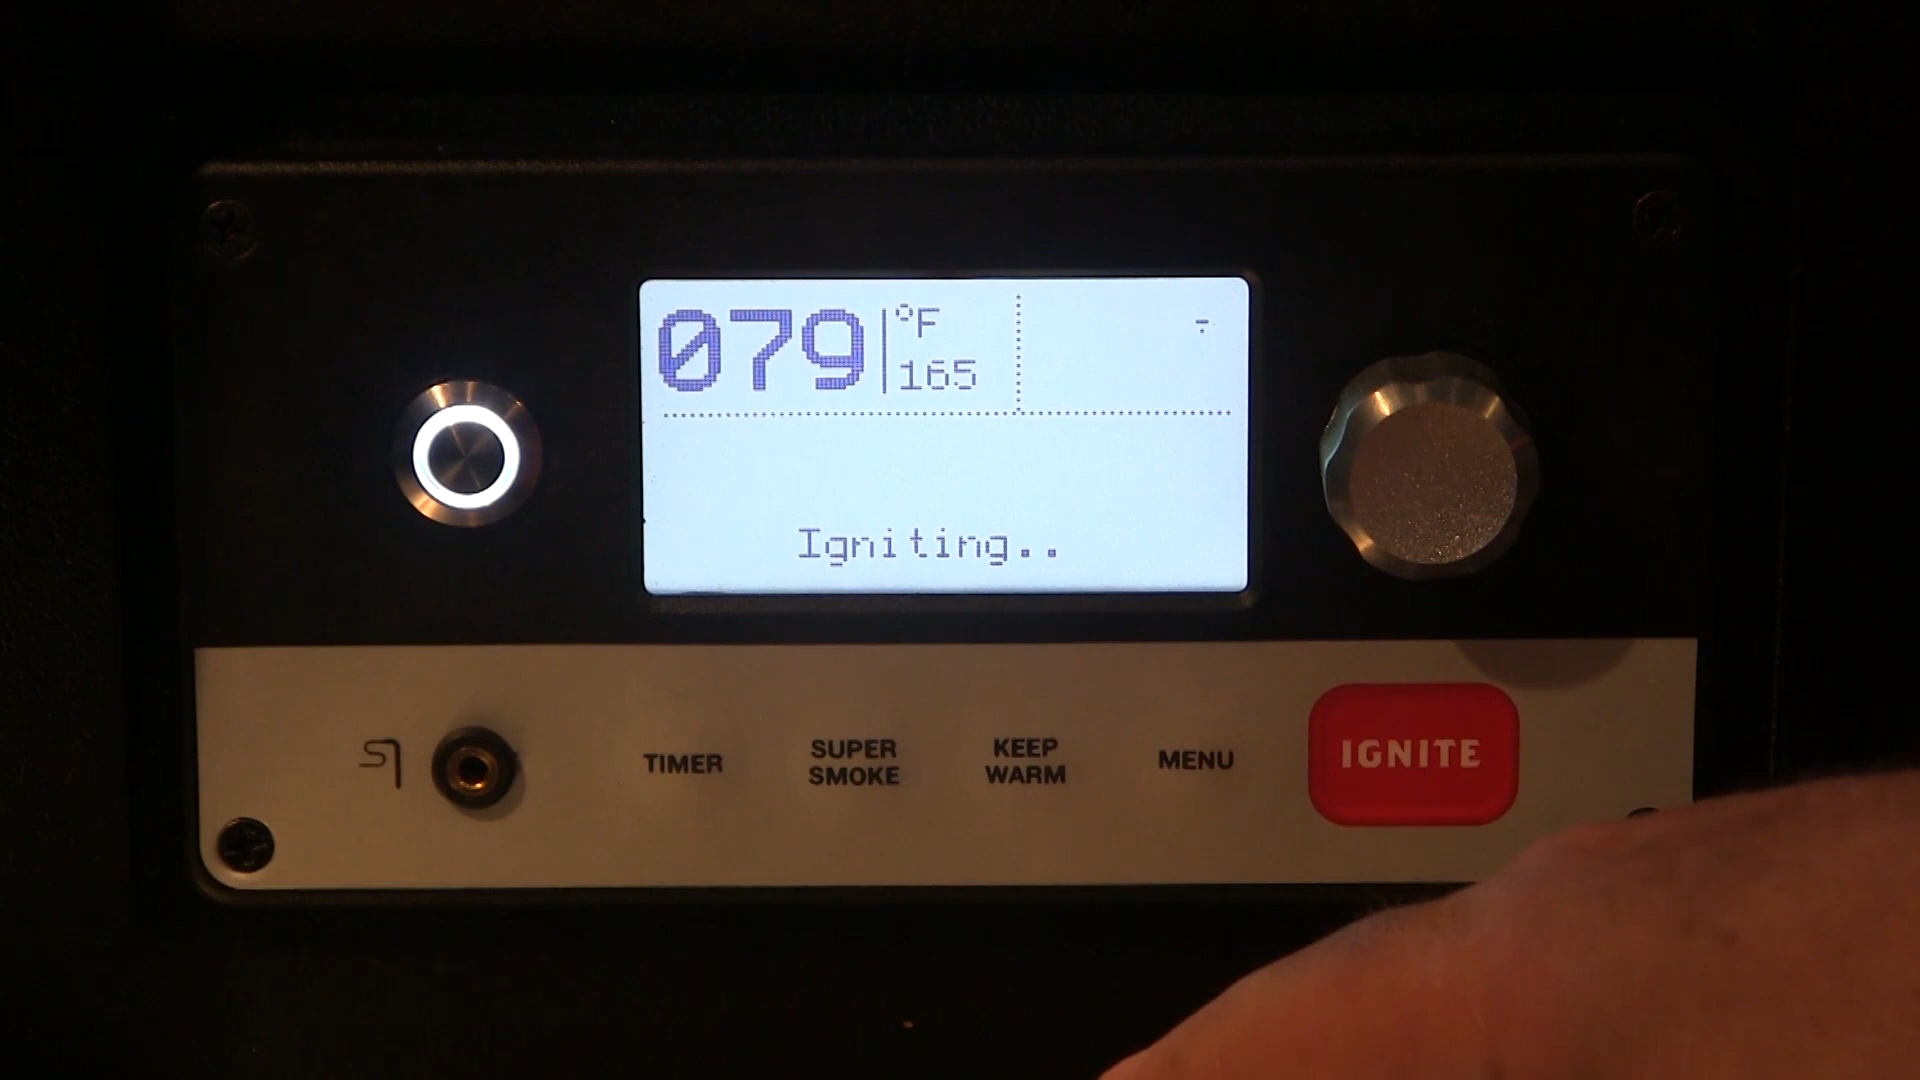 079 °F
165
Igniting..
TIMER
SUPER
SMOKE
KEEP
WARM
MENU
IGNITE